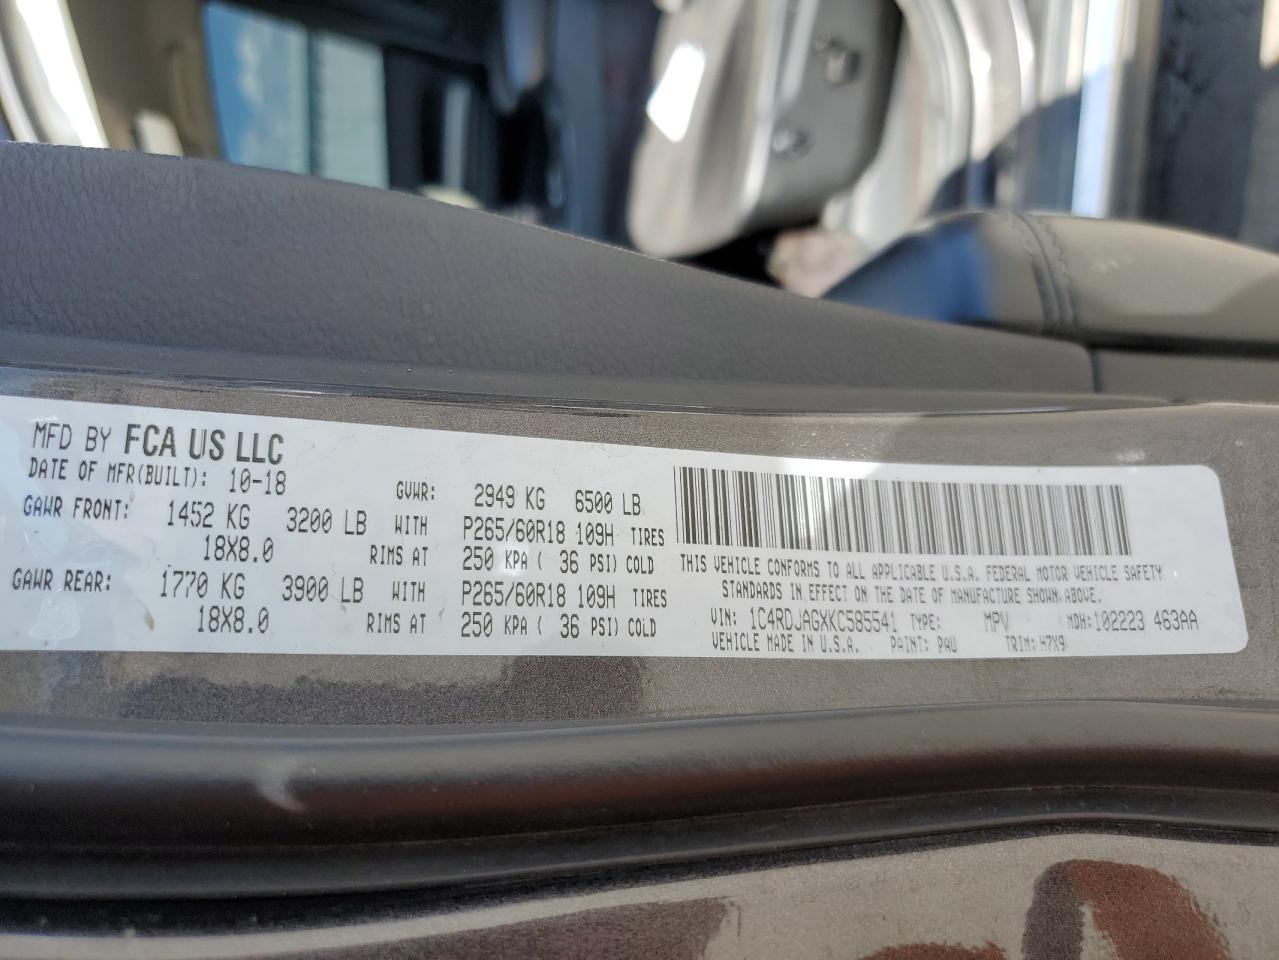 MFD BY FCA US LLC
DATE OF MFR(BUILT): 10-18 GVWR: 2949 KG 6500 LB
GAWR FRONT: 1452 KG 3200 LB WITH P265/60R18 109H TIRES
18X8.0 RIMS AT 250 KPA ( 36 PSI) COLD
GAWR REAR: 1770 KG 3900 LB WITH P265/60R18 109H TIRES
18X8.0 RIMS AT 250 KPA ( 36 PSI) COLD
THIS VEHICLE CONFORMS TO ALL APPLICABLE U.S.A. FEDERAL MOTOR VEHICLE SAFETY
STANDARDS IN EFFECT ON THE DATE OF MANUFACTURE SHOWN ABOVE.
VIN: 1C4RDJAGXKC585541 TYPE: MPV MDH:102223 463AA
VEHICLE MADE IN U.S.A. PAINT: PAU TRIM: H7X9